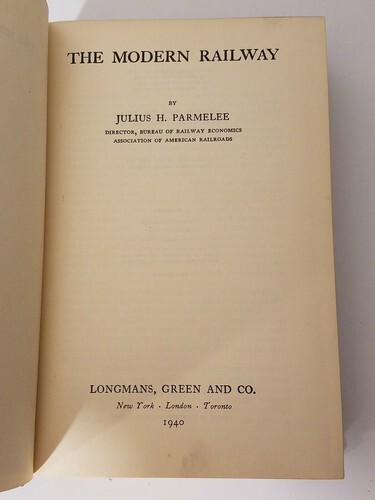 THE MODERN RAILWAY
BY
JULIUS H. PARMELEE
DIRECTOR, BUREAU OF RAILWAY ECONOMICS
ASSOCIATION OF AMERICAN RAILROADS
LONGMANS, GREEN AND CO.
New York · London · Toronto
1940